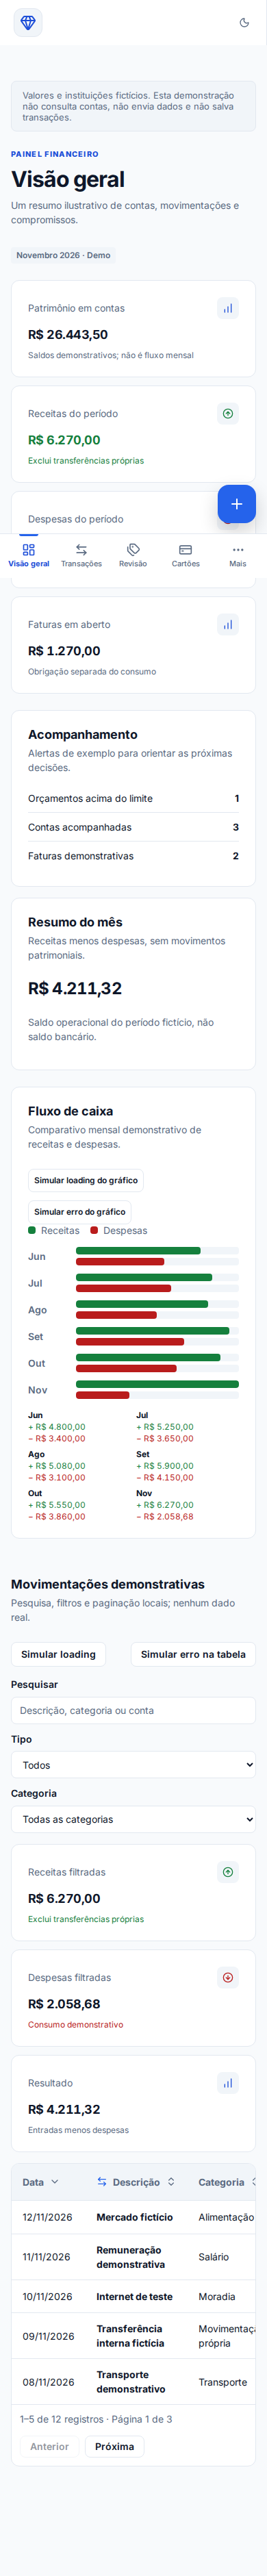 Valores e instituições fictícios. Esta demonstração
não consulta contas, não envia dados e não salva
transações.
PAINEL FINANCEIRO
Visão geral
Um resumo ilustrativo de contas, movimentações e
compromissos.
Novembro 2026 · Demo
Patrimônio em contas
R$ 26.443,50
Saldos demonstrativos; não é fluxo mensal
Receitas do período
R$ 6.270,00
Exclui transferências próprias
Despesas do período
Visão geral
Transações
Revisão
Cartões
Mais
Faturas em aberto
R$ 1.270,00
Obrigação separada do consumo
Acompanhamento
Alertas de exemplo para orientar as próximas
decisões.
Orçamentos acima do limite 1
Contas acompanhadas 3
Faturas demonstrativas 2
Resumo do mês
Receitas menos despesas, sem movimentos
patrimoniais.
R$ 4.211,32
Saldo operacional do período fictício, não
saldo bancário.
Fluxo de caixa
Comparativo mensal demonstrativo de
receitas e despesas.
Simular loading do gráfico
Simular erro do gráfico
Receitas Despesas
Jun
Jul
Ago
Set
Out
Nov
Jun Jul
+ R$ 4.800,00 + R$ 5.250,00
− R$ 3.400,00 − R$ 3.650,00
Ago Set
+ R$ 5.080,00 + R$ 5.900,00
− R$ 3.100,00 − R$ 4.150,00
Out Nov
+ R$ 5.550,00 + R$ 6.270,00
− R$ 3.860,00 − R$ 2.058,68
Movimentações demonstrativas
Pesquisa, filtros e paginação locais; nenhum dado
real.
Simular loading Simular erro na tabela
Pesquisar
Descrição, categoria ou conta
Tipo
Todos
Categoria
Todas as categorias
Receitas filtradas
R$ 6.270,00
Exclui transferências próprias
Despesas filtradas
R$ 2.058,68
Consumo demonstrativo
Resultado
R$ 4.211,32
Entradas menos despesas
Data Descrição Categoria
12/11/2026 Mercado fictício Alimentação
11/11/2026 Remuneração demonstrativa Salário
10/11/2026 Internet de teste Moradia
09/11/2026 Transferência interna fictícia Movimentaç própria
08/11/2026 Transporte demonstrativo Transporte
1–5 de 12 registros · Página 1 de 3
Anterior Próxima